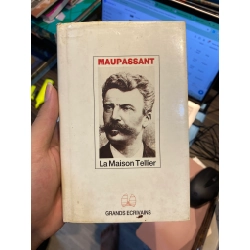 MAUPASSANT
La Maison Tellier
GRANDS ECRIVAINS